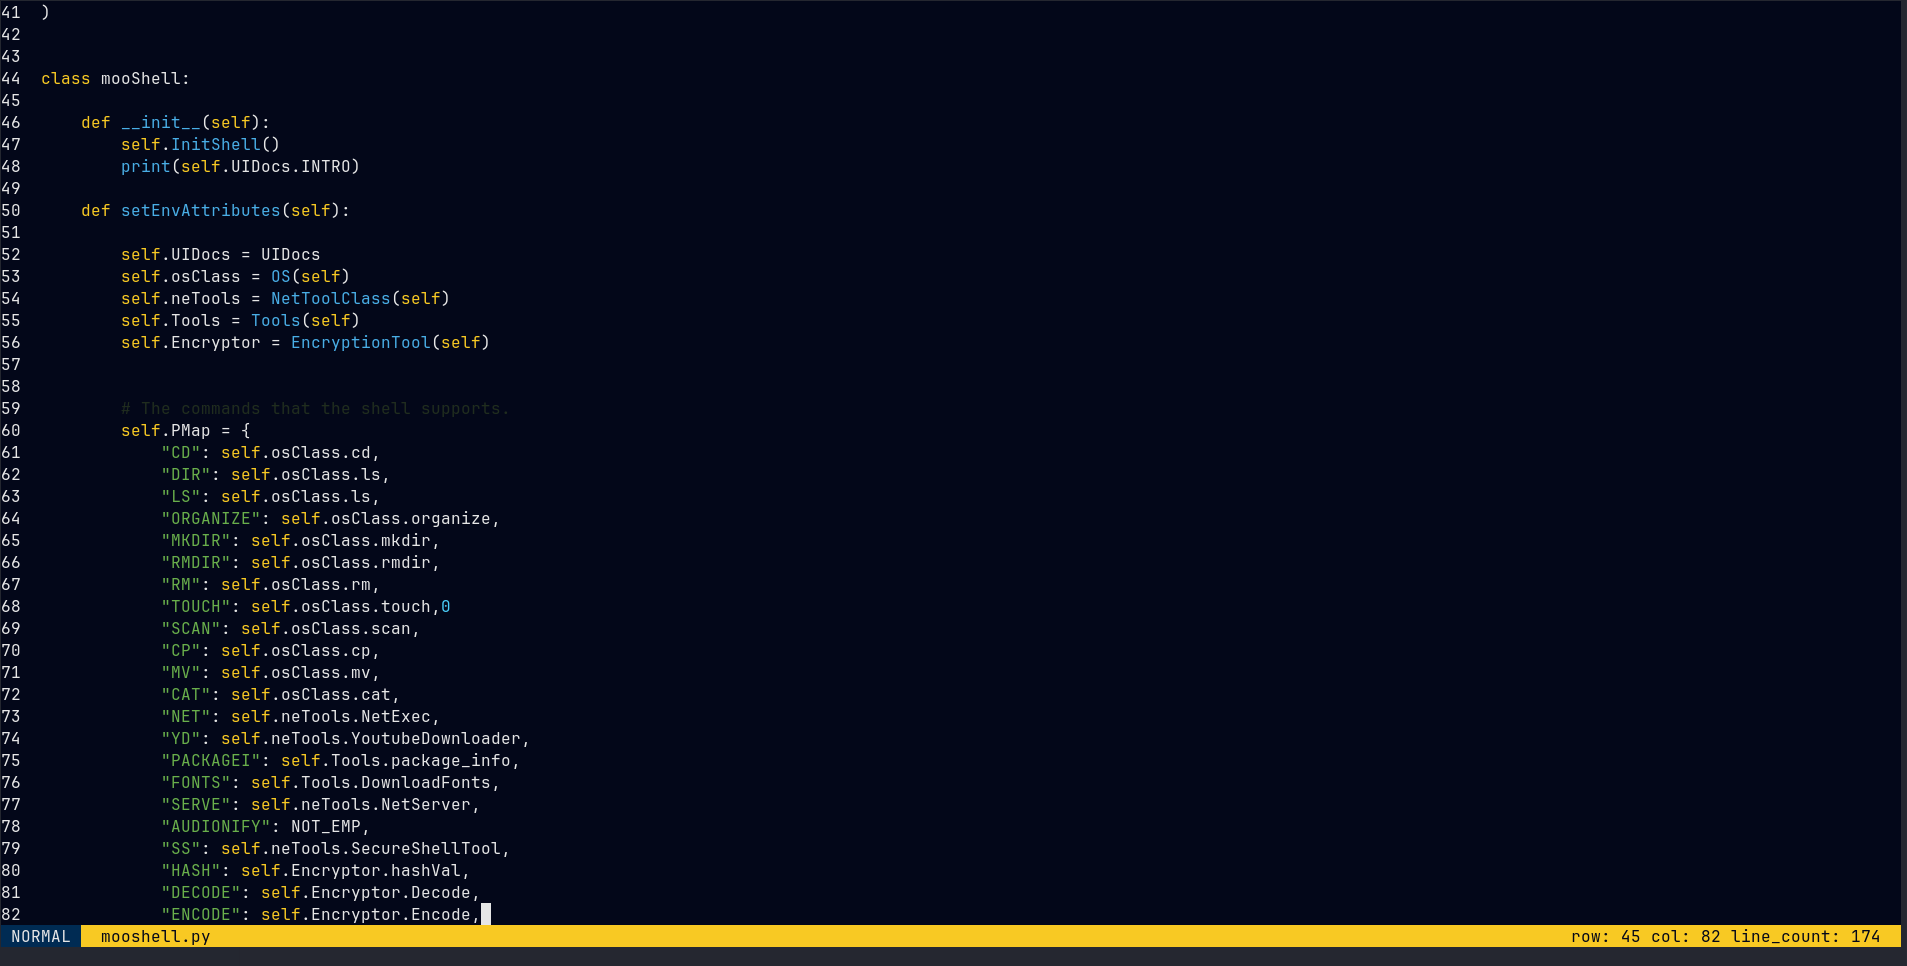 41 )
42
43
44 class mooShell:
45
46     def __init__(self):
47         self.InitShell()
48         print(self.UIDocs.INTRO)
49
50     def setEnvAttributes(self):
51
52         self.UIDocs = UIDocs
53         self.osClass = OS(self)
54         self.neTools = NetToolClass(self)
55         self.Tools = Tools(self)
56         self.Encryptor = EncryptionTool(self)
57
58
59         # The commands that the shell supports.
60         self.PMap = {
61             "CD": self.osClass.cd,
62             "DIR": self.osClass.ls,
63             "LS": self.osClass.ls,
64             "ORGANIZE": self.osClass.organize,
65             "MKDIR": self.osClass.mkdir,
66             "RMDIR": self.osClass.rmdir,
67             "RM": self.osClass.rm,
68             "TOUCH": self.osClass.touch,0
69             "SCAN": self.osClass.scan,
70             "CP": self.osClass.cp,
71             "MV": self.osClass.mv,
72             "CAT": self.osClass.cat,
73             "NET": self.neTools.NetExec,
74             "YD": self.neTools.YoutubeDownloader,
75             "PACKAGEI": self.Tools.package_info,
76             "FONTS": self.Tools.DownloadFonts,
77             "SERVE": self.neTools.NetServer,
78             "AUDIONIFY": NOT_EMP,
79             "SS": self.neTools.SecureShellTool,
80             "HASH": self.Encryptor.hashVal,
81             "DECODE": self.Encryptor.Decode,
82             "ENCODE": self.Encryptor.Encode,
NORMAL mooshell.py row: 45 col: 82 line_count: 174